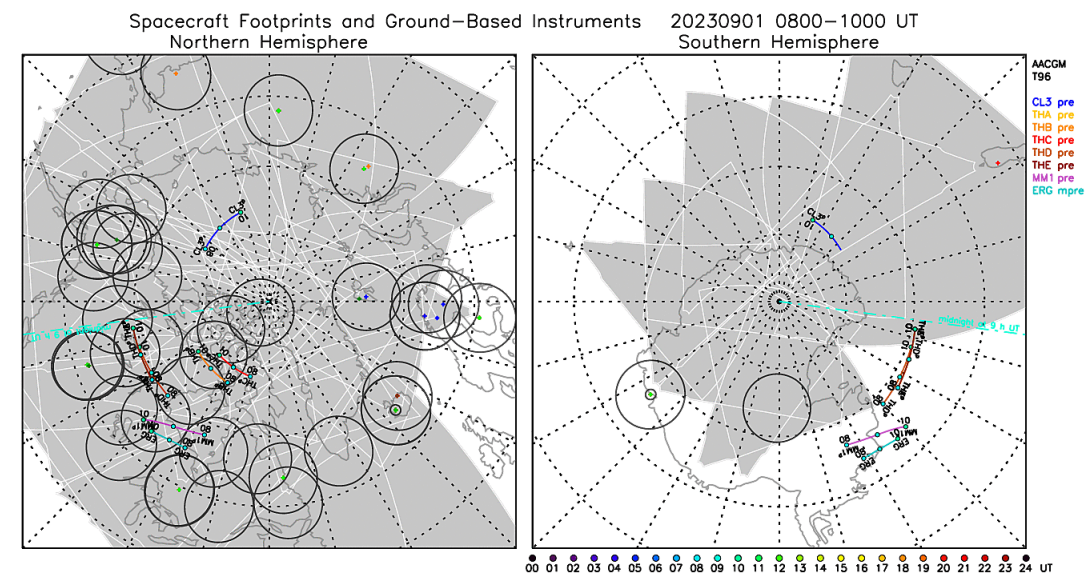 Spacecraft Footprints and Ground-Based Instruments 20230901 0800-1000 UT
Northern Hemisphere
Southern Hemisphere
AACGM
T96
CL3 pre
THA pre
THB pre
THC pre
THD pre
THE pre
MM1 pre
ERG mpre
midnight at 9 h UT
00 01 02 03 04 05 06 07 08 09 10 11 12 13 14 15 16 17 18 19 20 21 22 23 24 UT